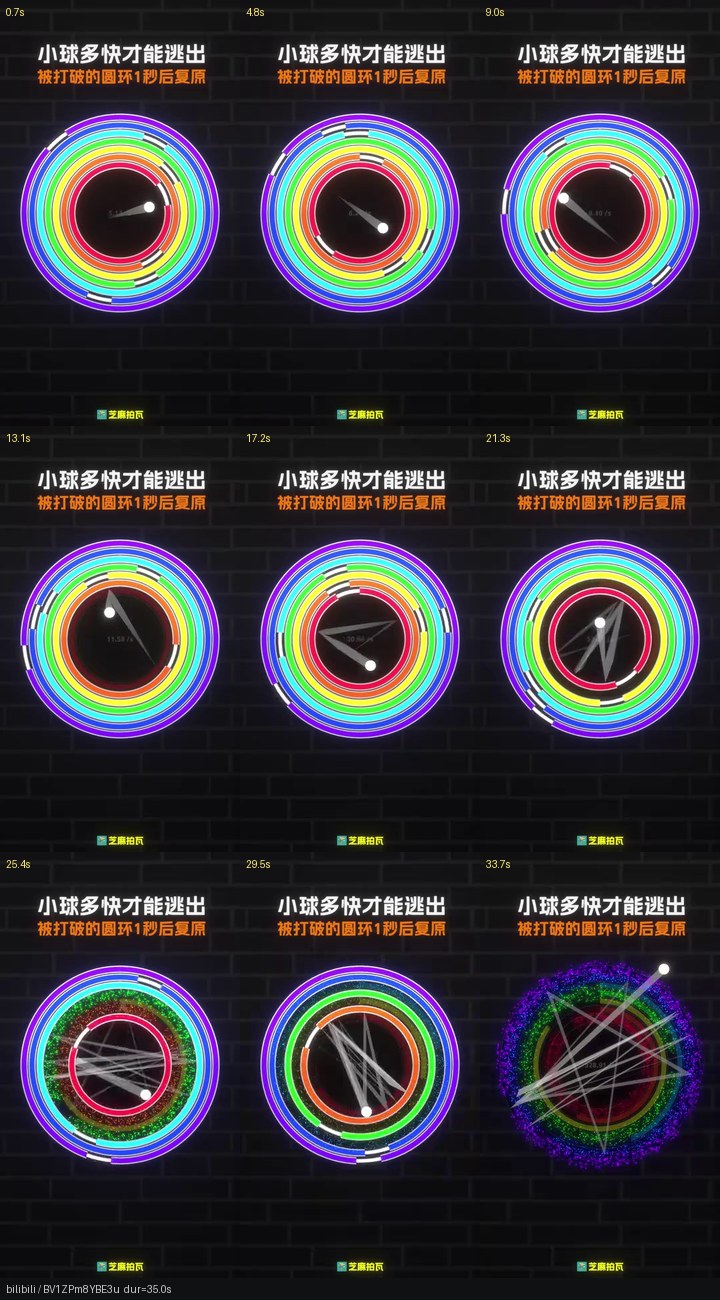 0.7s
4.8s
9.0s
小球多快才能逃出
小球多快才能逃出
小球多快才能逃出
被打破的圆环1秒后复原
被打破的圆环1秒后复原
被打破的圆环1秒后复原
芝麻拍瓦
芝麻拍瓦
芝麻拍瓦
13.1s
17.2s
21.3s
小球多快才能逃出
小球多快才能逃出
小球多快才能逃出
被打破的圆环1秒后复原
被打破的圆环1秒后复原
被打破的圆环1秒后复原
芝麻拍瓦
芝麻拍瓦
芝麻拍瓦
25.4s
29.5s
33.7s
小球多快才能逃出
小球多快才能逃出
小球多快才能逃出
被打破的圆环1秒后复原
被打破的圆环1秒后复原
被打破的圆环1秒后复原
芝麻拍瓦
芝麻拍瓦
芝麻拍瓦
bilibili / BV1ZPm8YBE3u dur=35.0s